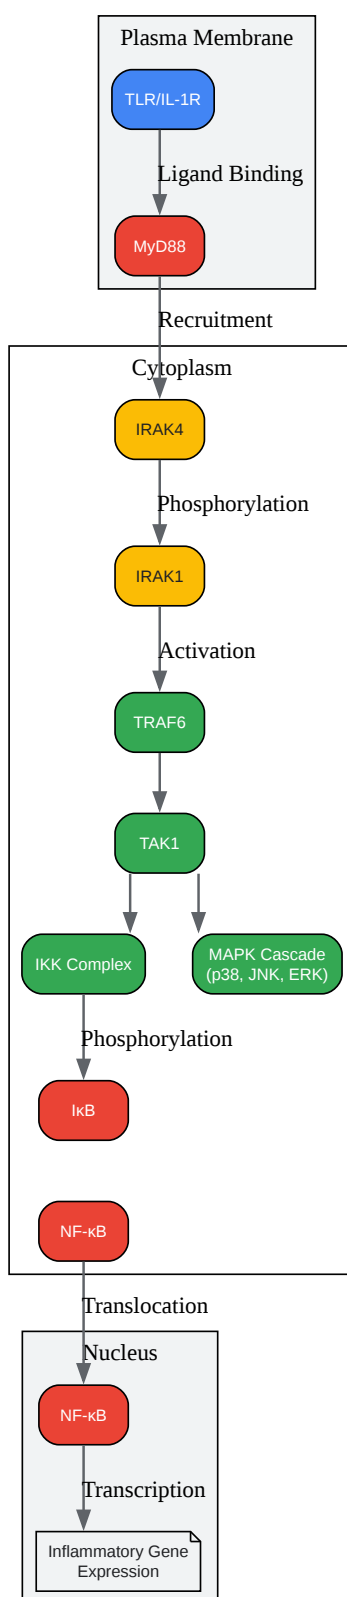 Plasma Membrane
TLR/IL-1R
Ligand Binding
MyD88
Recruitment
Cytoplasm
IRAK4
Phosphorylation
IRAK1
Activation
TRAF6
TAK1
IKK Complex
MAPK Cascade
(p38, JNK, ERK)
Phosphorylation
IκB
NF-κB
Translocation
Nucleus
NF-κB
Transcription
Inflammatory Gene
Expression